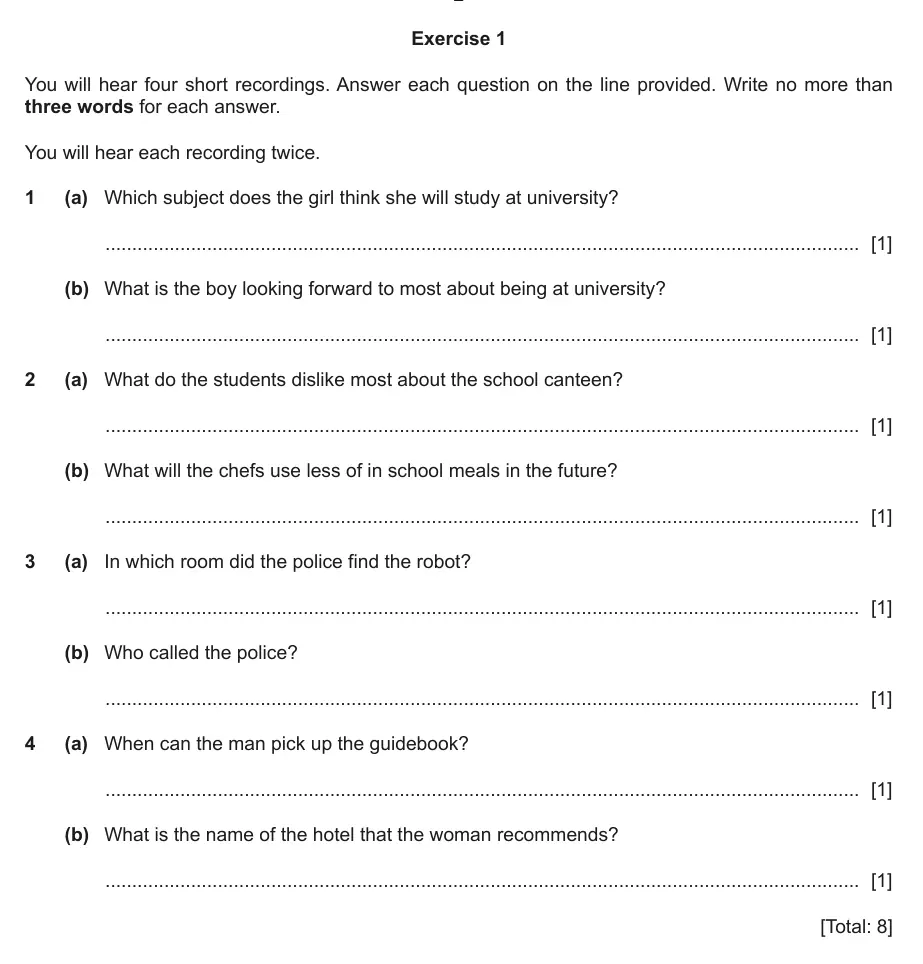 Exercise 1
You will hear four short recordings. Answer each question on the line provided. Write no more than
three words for each answer.
You will hear each recording twice.
1 (a) Which subject does the girl think she will study at university?
.................................................................................................................................................. [1]
(b) What is the boy looking forward to most about being at university?
.................................................................................................................................................. [1]
2 (a) What do the students dislike most about the school canteen?
.................................................................................................................................................. [1]
(b) What will the chefs use less of in school meals in the future?
.................................................................................................................................................. [1]
3 (a) In which room did the police find the robot?
.................................................................................................................................................. [1]
(b) Who called the police?
.................................................................................................................................................. [1]
4 (a) When can the man pick up the guidebook?
.................................................................................................................................................. [1]
(b) What is the name of the hotel that the woman recommends?
.................................................................................................................................................. [1]
[Total: 8]